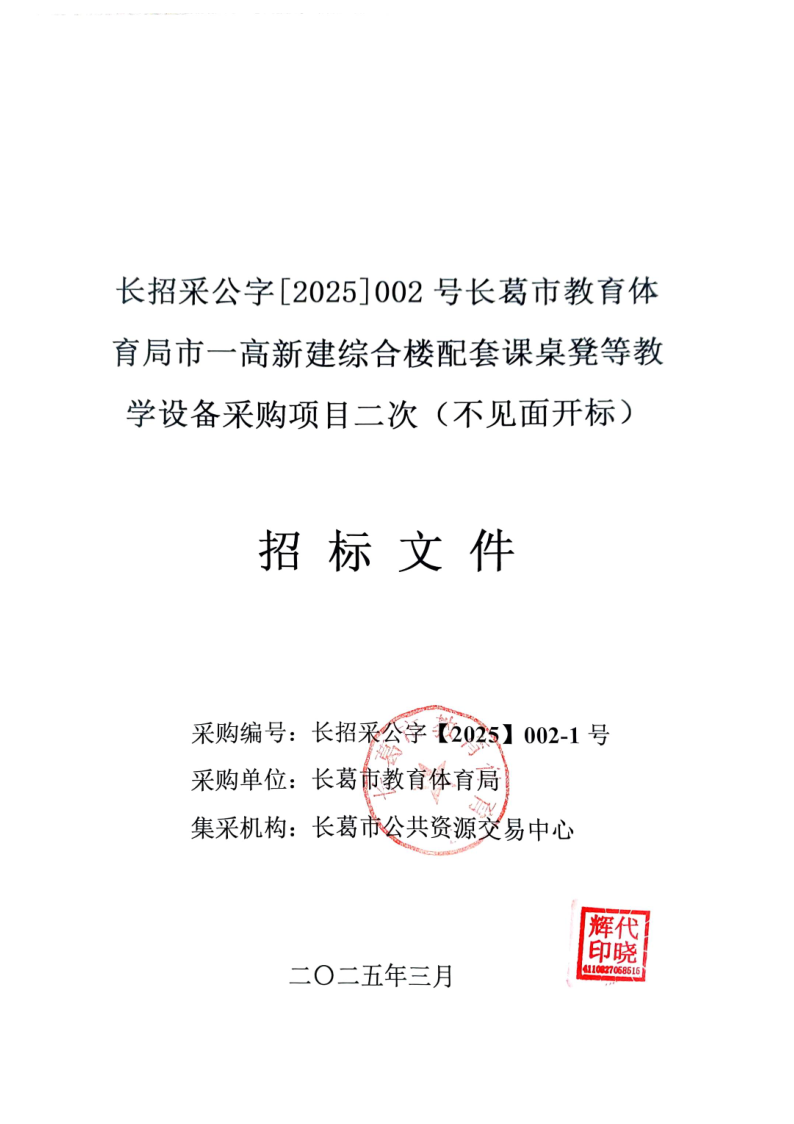 长招采公字[2025]002 号长葛市教育体
育局市一高新建综合楼配套课桌凳等教
学设备采购项目二次（不见面开标）
招 标 文 件
采购编号：长招采公字【2025】002-1 号
采购单位：长葛市教育体育局
集采机构：长葛市公共资源交易中心
二〇二五年三月
辉代
印晓
4110827058515